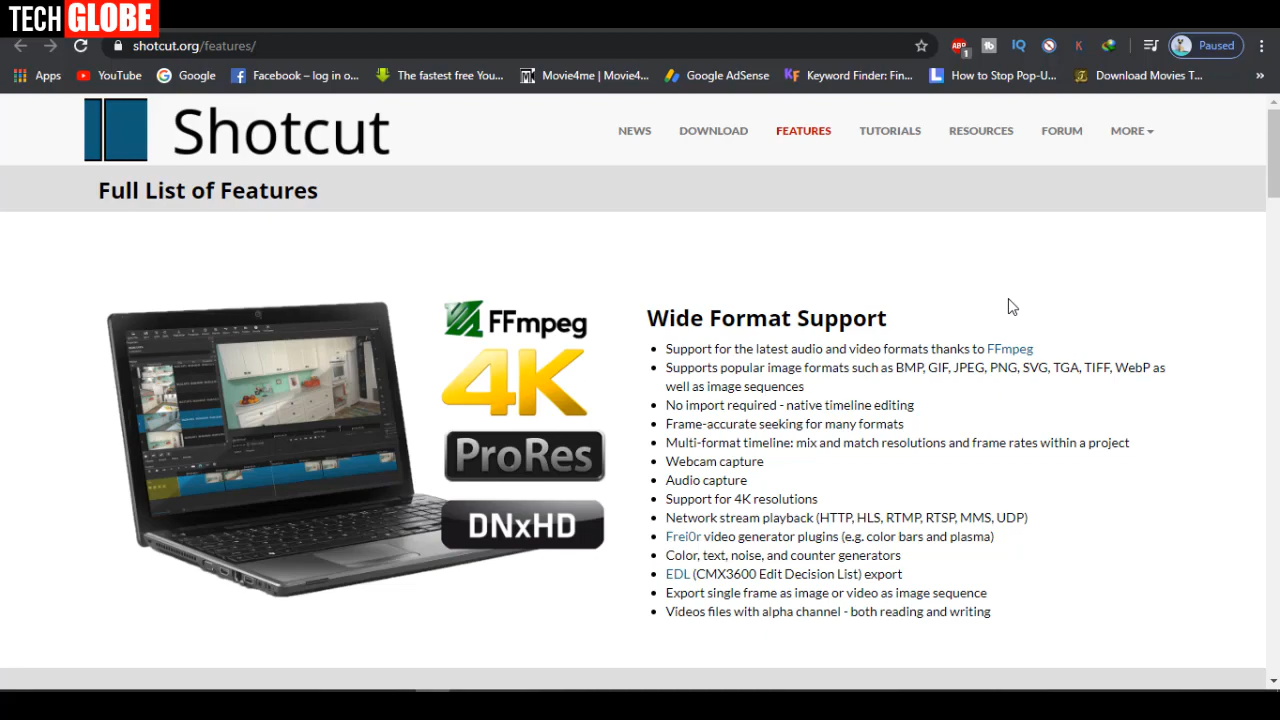 TECH GLOBE
shotcut.org/features/
Paused
Apps YouTube Google Facebook – log in o... The fastest free You... Movie4me | Movie4... Google AdSense Keyword Finder: Fin... How to Stop Pop-U... Download Movies T... »
Shotcut
NEWS DOWNLOAD FEATURES TUTORIALS RESOURCES FORUM MORE
Full List of Features
FFmpeg
4K
ProRes
DNxHD
Wide Format Support
• Support for the latest audio and video formats thanks to FFmpeg
• Supports popular image formats such as BMP, GIF, JPEG, PNG, SVG, TGA, TIFF, WebP as
well as image sequences
• No import required - native timeline editing
• Frame-accurate seeking for many formats
• Multi-format timeline: mix and match resolutions and frame rates within a project
• Webcam capture
• Audio capture
• Support for 4K resolutions
• Network stream playback (HTTP, HLS, RTMP, RTSP, MMS, UDP)
• Frei0r video generator plugins (e.g. color bars and plasma)
• Color, text, noise, and counter generators
• EDL (CMX3600 Edit Decision List) export
• Export single frame as image or video as image sequence
• Videos files with alpha channel - both reading and writing